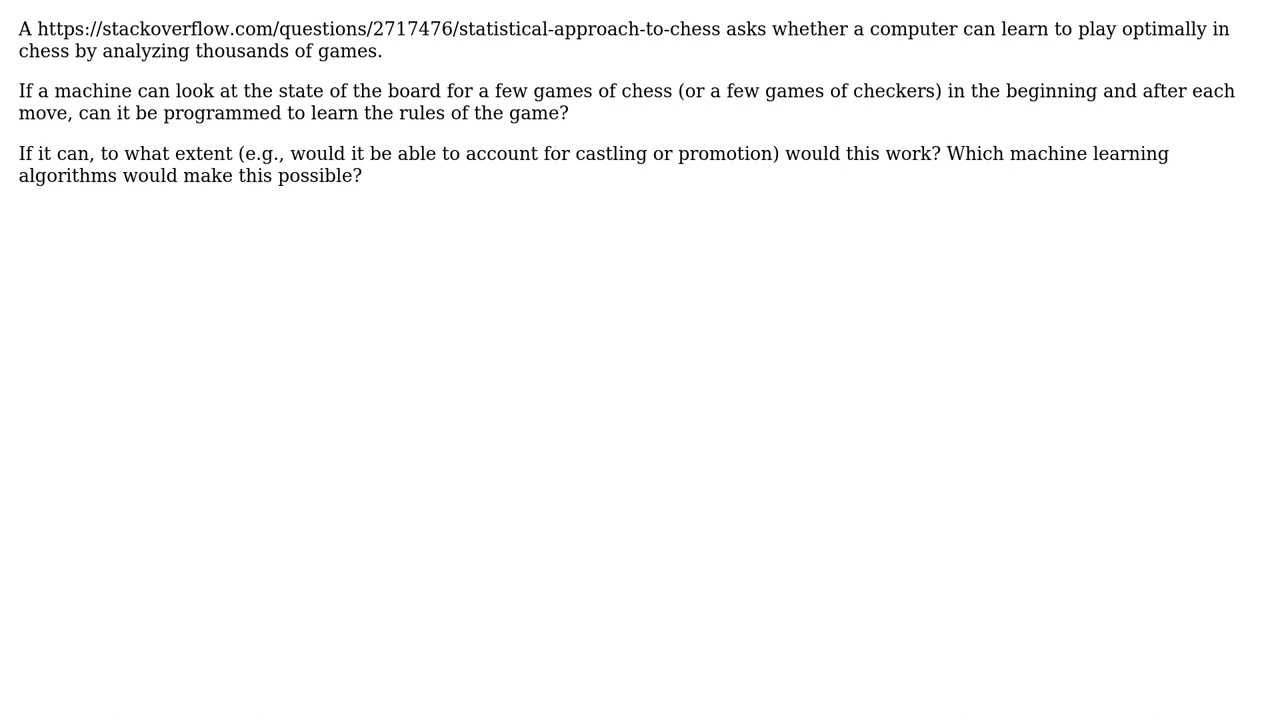 A https://stackoverflow.com/questions/2717476/statistical-approach-to-chess asks whether a computer can learn to play optimally in
chess by analyzing thousands of games.
If a machine can look at the state of the board for a few games of chess (or a few games of checkers) in the beginning and after each
move, can it be programmed to learn the rules of the game?
If it can, to what extent (e.g., would it be able to account for castling or promotion) would this work? Which machine learning
algorithms would make this possible?